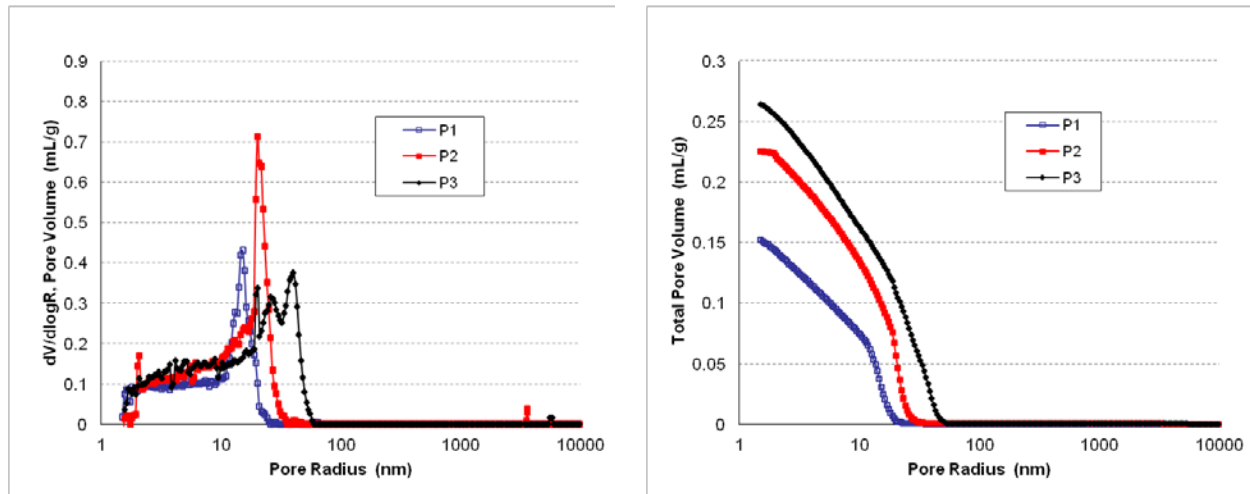 dV/dlogR, Pore Volume (mL/g)
0.9
0.8
0.7
0.6
0.5
0.4
0.3
0.2
0.1
0
P1
P2
P3
1
10
100
1000
10000
Pore Radius (nm)
Total Pore Volume (mL/g)
0.3
0.25
0.2
0.15
0.1
0.05
0
P1
P2
P3
1
10
100
1000
10000
Pore Radius (nm)